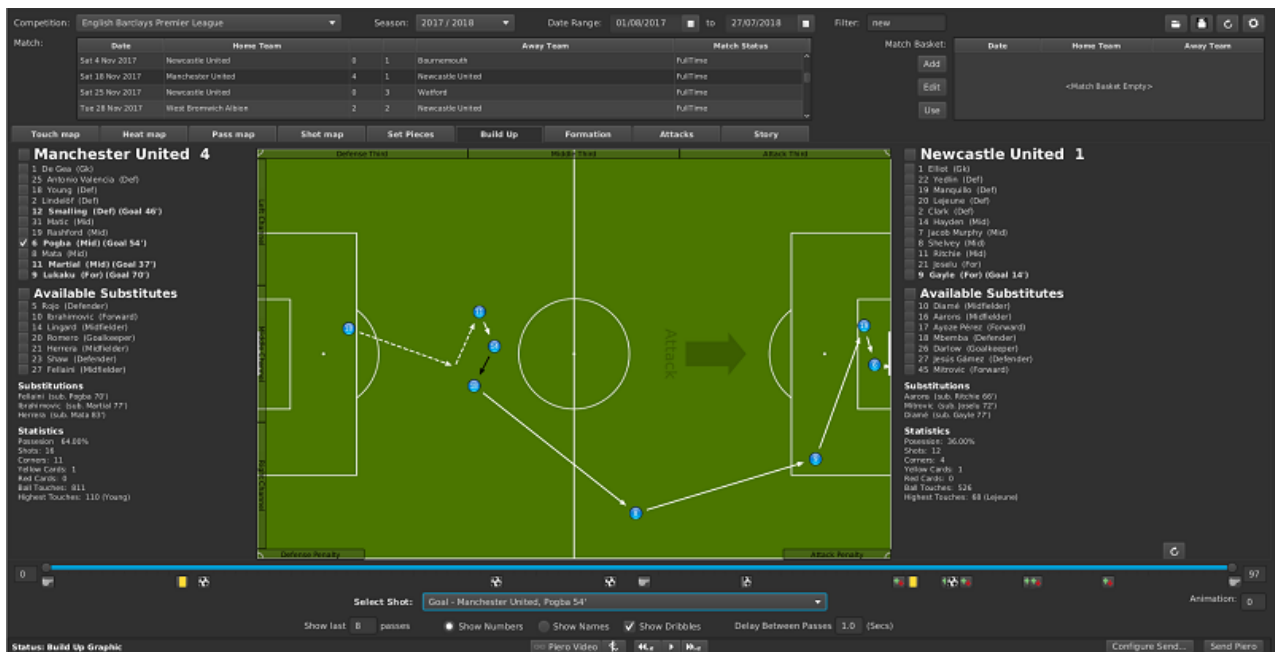 Competition: English Barclays Premier League Season: 2017 / 2018 Date Range: 01/08/2017 to 27/07/2018 Filter: new
Match: Date Home Team Away Team Match Status Match Basket: Date Home Team Away Team
Sat 4 Nov 2017 Newcastle United 0 1 Bournemouth FullTime
Sat 18 Nov 2017 Manchester United 4 1 Newcastle United FullTime
Sat 25 Nov 2017 Newcastle United 0 3 Watford FullTime
Tue 28 Nov 2017 West Bromwich Albion 2 2 Newcastle United FullTime
Add
Edit
Use
<Match Basket Empty>
Touch map Heat map Pass map Shot map Set Pieces Build Up Formation Attacks Story
Manchester United 4
1 De Gea (Gk)
25 Antonio Valencia (Def)
18 Young (Def)
2 Lindelöf (Def)
12 Smalling (Def) (Goal 46')
31 Matic (Mid)
19 Rashford (Mid)
6 Pogba (Mid) (Goal 54')
8 Mata (Mid)
11 Martial (Mid) (Goal 37')
9 Lukaku (For) (Goal 70')
Available Substitutes
5 Rojo (Defender)
10 Ibrahimovic (Forward)
14 Lingard (Midfielder)
20 Romero (Goalkeeper)
21 Herrera (Midfielder)
23 Shaw (Defender)
27 Fellaini (Midfielder)
Substitutions
Fellaini (sub. Pogba 70')
Ibrahimovic (sub. Martial 77')
Herrera (sub. Mata 83')
Statistics
Possesion 64.00%
Shots: 16
Corners: 11
Yellow Cards: 1
Red Cards: 0
Ball Touches: 811
Highest Touches: 110 (Young)
Defense Third Middle Third Attack Third
Attack
Defense Penalty Attack Penalty
Newcastle United 1
1 Elliot (Gk)
22 Yedlin (Def)
19 Manquillo (Def)
20 Lejeune (Def)
2 Clark (Def)
14 Hayden (Mid)
7 Jacob Murphy (Mid)
8 Shelvey (Mid)
11 Ritchie (Mid)
21 Joselu (For)
9 Gayle (For) (Goal 14')
Available Substitutes
10 Diamé (Midfielder)
16 Aarons (Midfielder)
17 Ayoze Pérez (Forward)
18 Mbemba (Defender)
26 Darlow (Goalkeeper)
27 Jesús Gámez (Defender)
45 Mitrovic (Forward)
Substitutions
Aarons (sub. Ritchie 66')
Mitrovic (sub. Joselu 72')
Diamé (sub. Gayle 77')
Statistics
Possesion: 36.00%
Shots: 12
Corners: 4
Yellow Cards: 1
Red Cards: 0
Ball Touches: 526
Highest Touches: 68 (Lejeune)
0 97
Select Shot: Goal - Manchester United, Pogba 54' Animation: 0
Show last 8 passes Show Numbers Show Names Show Dribbles Delay Between Passes 1.0 (Secs)
Status: Build Up Graphic Piero Video Configure Send... Send Piero